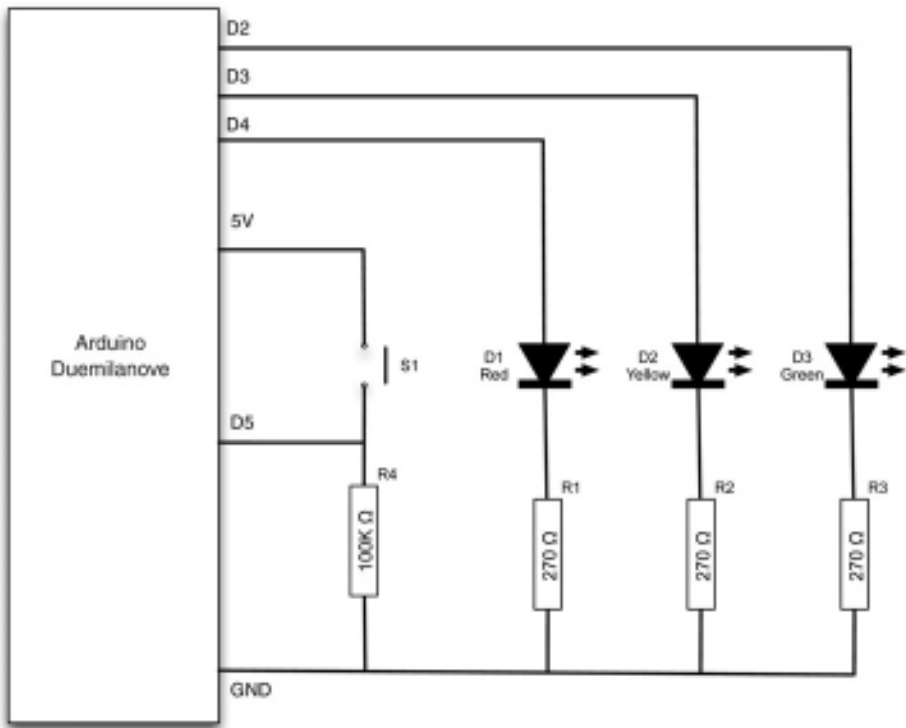 D2
D3
D4
5V
Arduino
Duemilanove
S1
D1
Red
D2
Yellow
D3
Green
D5
R4
100K Ω
R1
270 Ω
R2
270 Ω
R3
270 Ω
GND